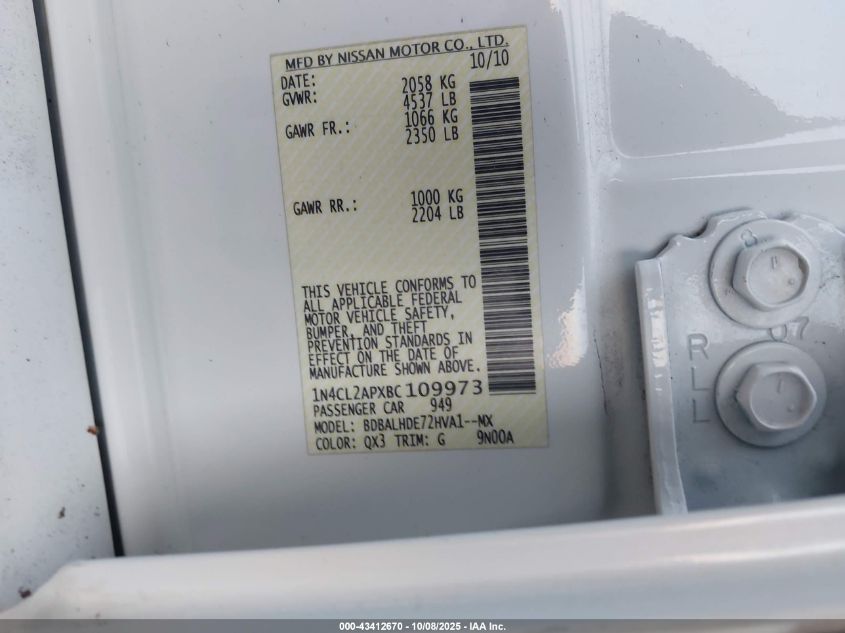 MFD BY NISSAN MOTOR CO., LTD.
DATE: 10/10
GVWR: 2058 KG
4537 LB
GAWR FR.: 1066 KG
2350 LB
GAWR RR.: 1000 KG
2204 LB
THIS VEHICLE CONFORMS TO
ALL APPLICABLE FEDERAL
MOTOR VEHICLE SAFETY,
BUMPER, AND THEFT
PREVENTION STANDARDS IN
EFFECT ON THE DATE OF
MANUFACTURE SHOWN ABOVE.
1N4CL2APXBC109973
PASSENGER CAR 949
MODEL: BDBALHDE72HVA1--MX
COLOR: QX3 TRIM: G 9N00A
8
07
RLL
000-43412670 - 10/08/2025 - IAA Inc.